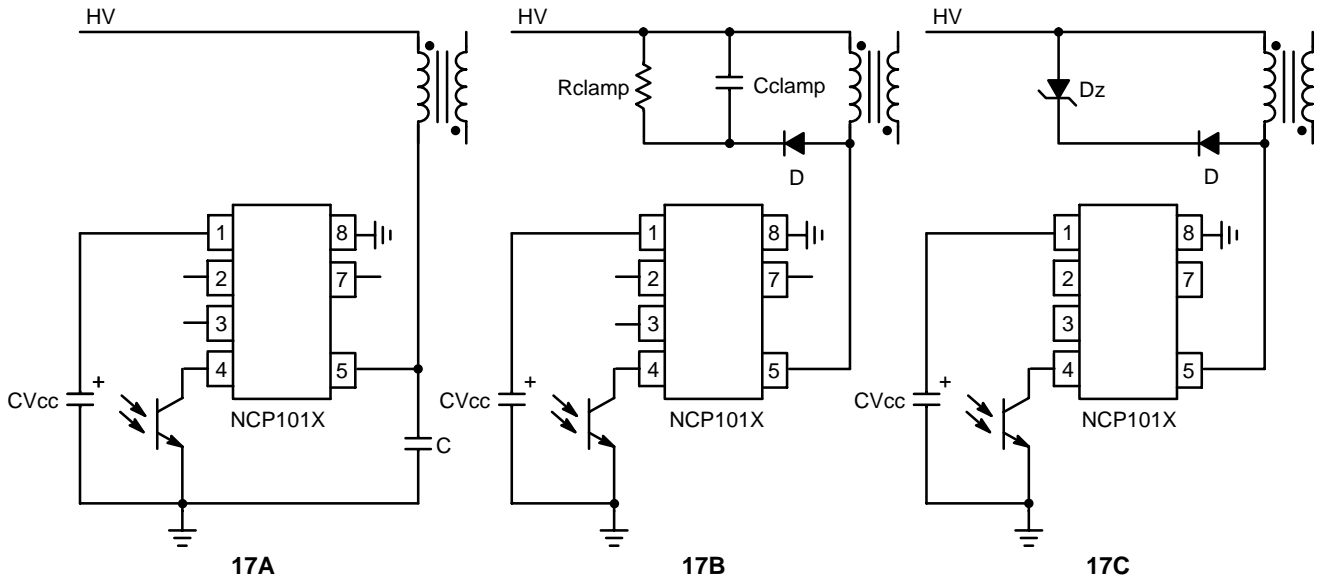 HV
HV
HV
Rclamp
Cclamp
Dz
D
D
1
8
2
7
3
4
5
CVcc
+
NCP101X
C
1
8
2
7
3
4
5
CVcc
+
NCP101X
1
8
2
7
3
4
5
CVcc
+
NCP101X
17A
17B
17C